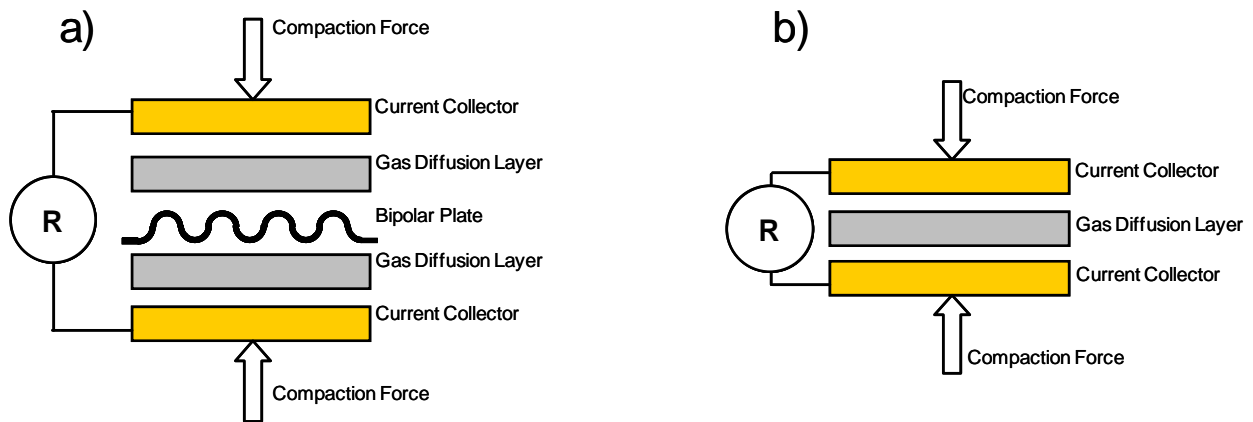 a)
Compaction Force
Current Collector
Gas Diffusion Layer
R
Bipolar Plate
Gas Diffusion Layer
Current Collector
Compaction Force
b)
Compaction Force
Current Collector
R
Gas Diffusion Layer
Current Collector
Compaction Force